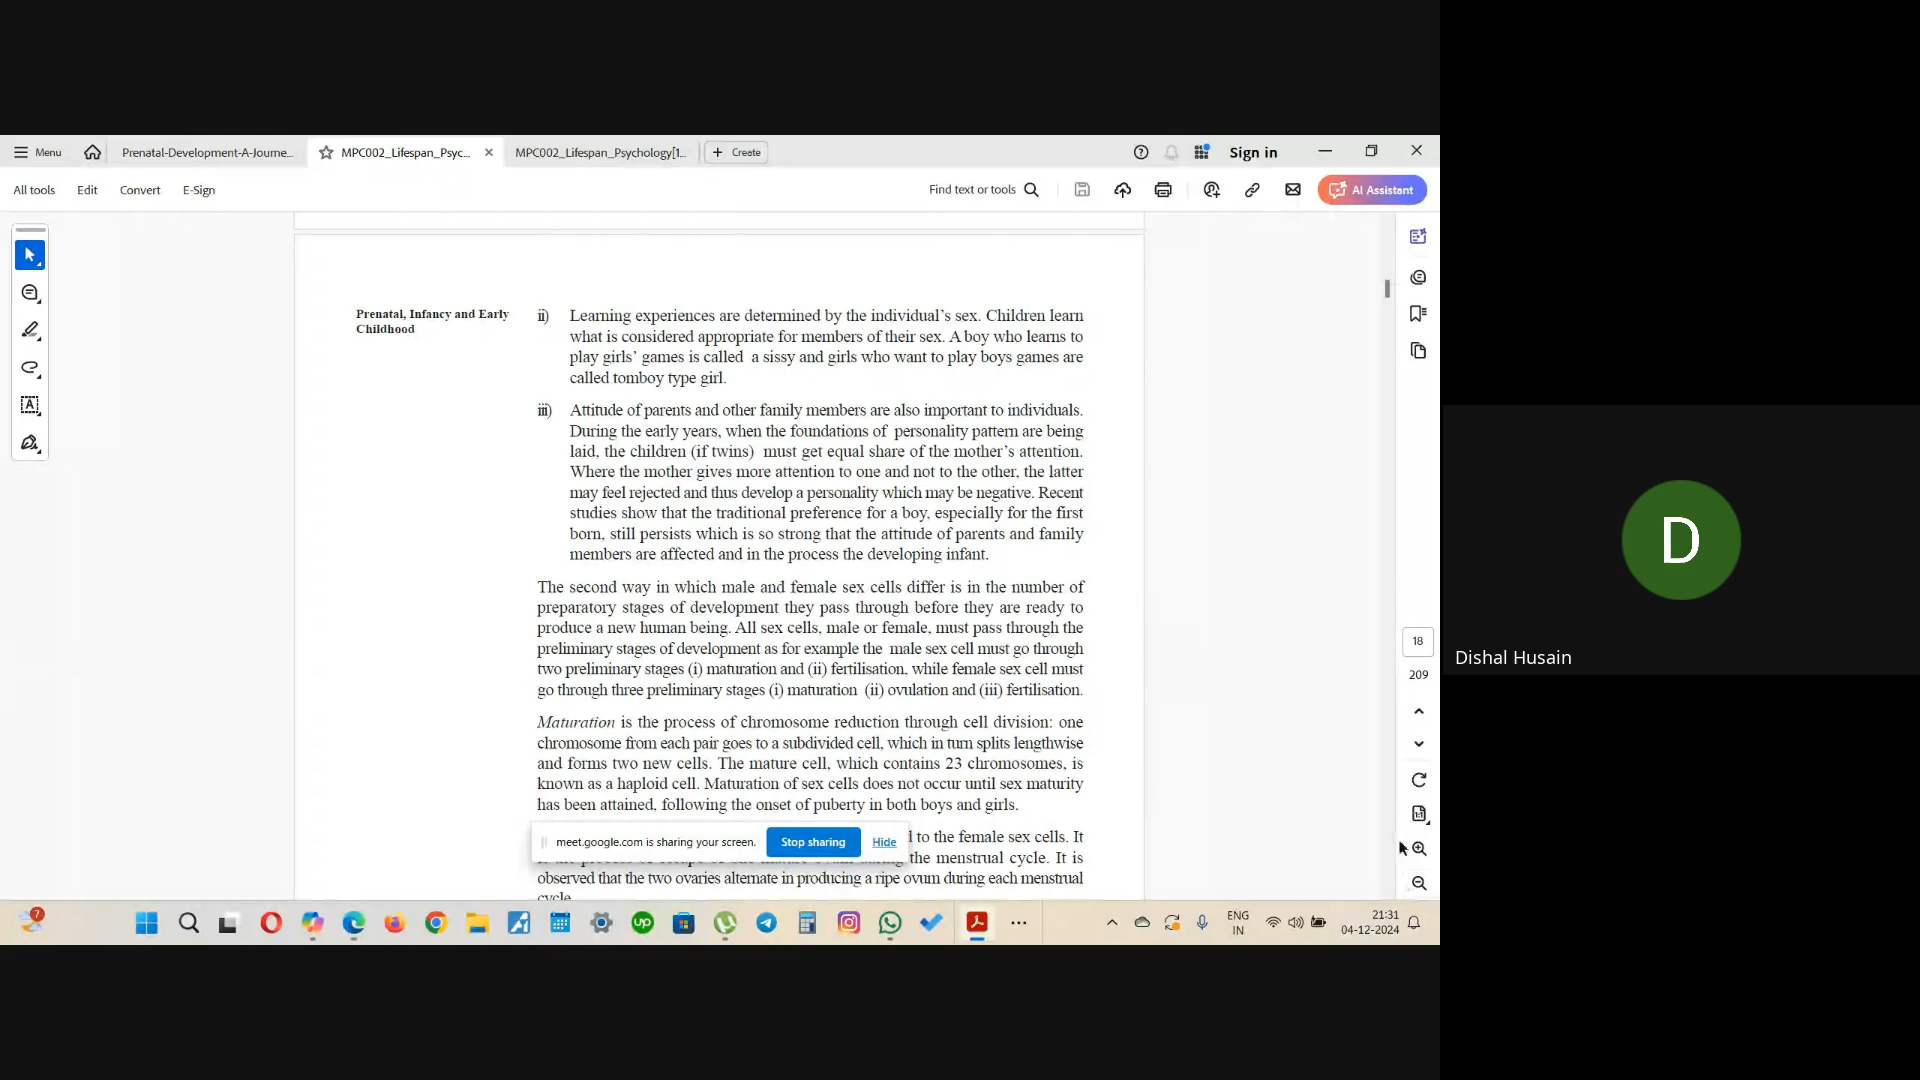 Menu
Prenatal-Development-A-Journe...
MPC002_Lifespan_Psyc...
MPC002_Lifespan_Psychology[1...
Create
Sign in
All tools
Edit
Convert
E-Sign
Find text or tools
AI Assistant
Prenatal, Infancy and Early
Childhood
ii) Learning experiences are determined by the individual's sex. Children learn
what is considered appropriate for members of their sex. A boy who learns to
play girls' games is called a sissy and girls who want to play boys games are
called tomboy type girl.
iii) Attitude of parents and other family members are also important to individuals.
During the early years, when the foundations of personality pattern are being
laid, the children (if twins) must get equal share of the mother's attention.
Where the mother gives more attention to one and not to the other, the latter
may feel rejected and thus develop a personality which may be negative. Recent
studies show that the traditional preference for a boy, especially for the first
born, still persists which is so strong that the attitude of parents and family
members are affected and in the process the developing infant.
The second way in which male and female sex cells differ is in the number of
preparatory stages of development they pass through before they are ready to
produce a new human being. All sex cells, male or female, must pass through the
preliminary stages of development as for example the male sex cell must go through
two preliminary stages (i) maturation and (ii) fertilisation, while female sex cell must
go through three preliminary stages (i) maturation (ii) ovulation and (iii) fertilisation.
Maturation is the process of chromosome reduction through cell division: one
chromosome from each pair goes to a subdivided cell, which in turn splits lengthwise
and forms two new cells. The mature cell, which contains 23 chromosomes, is
known as a haploid cell. Maturation of sex cells does not occur until sex maturity
has been attained, following the onset of puberty in both boys and girls.
to the female sex cells. It
the menstrual cycle. It is
observed that the two ovaries alternate in producing a ripe ovum during each menstrual
cycle
meet.google.com is sharing your screen.
Stop sharing
Hide
18
209
D
Dishal Husain
7
up
ENG
IN
21:31
04-12-2024